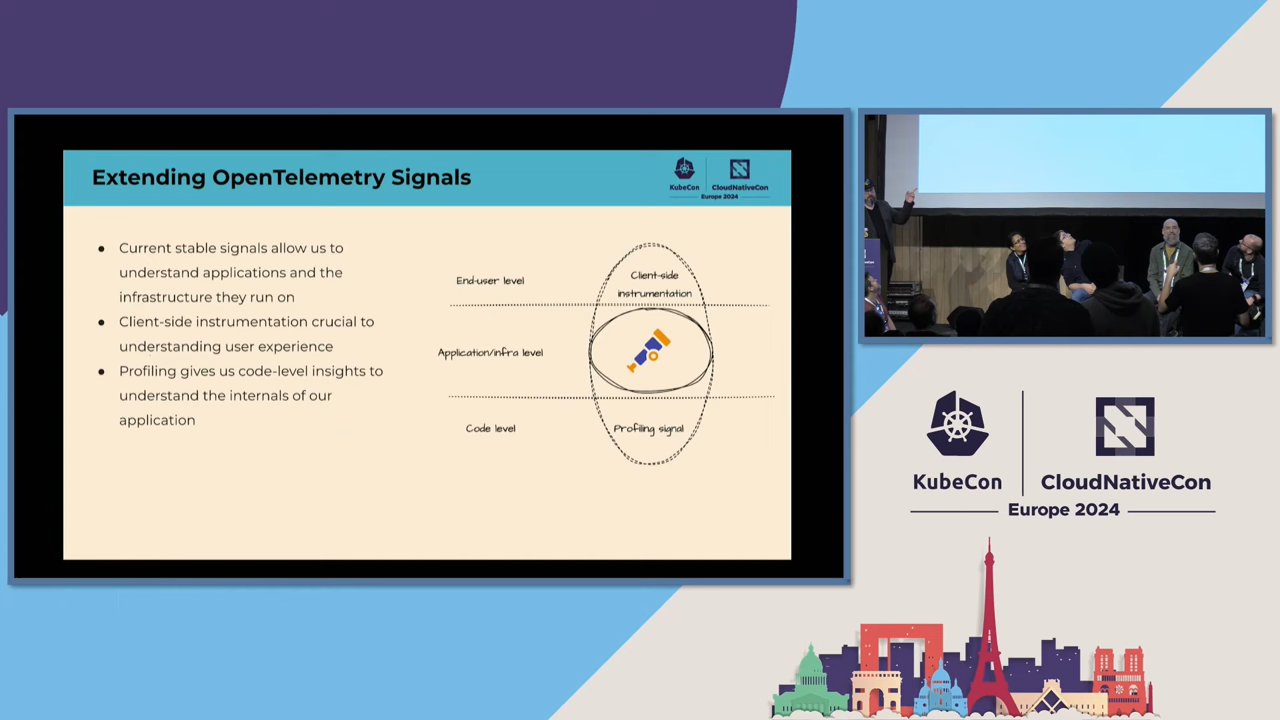 Extending OpenTelemetry Signals
KubeCon
CloudNativeCon
Europe 2024
Current stable signals allow us to
understand applications and the
infrastructure they run on
Client-side instrumentation crucial to
understanding user experience
Profiling gives us code-level insights to
understand the internals of our
application
End-user level
Client-side
instrumentation
Application/infra level
Code level
Profiling signal
KubeCon
CloudNativeCon
Europe 2024